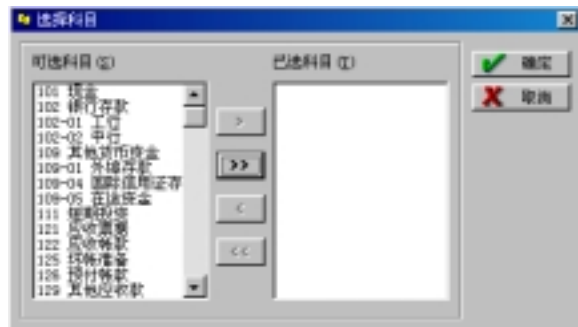 选择科目
可选科目(S)
已选科目(T)
101 现金
102 银行存款
102-01 工行
102-02 中行
109 其他货币资金
109-01 外埠存款
109-04 国际信用证存
109-05 在途资金
111 短期投资
121 应收票据
122 应收帐款
125 坏帐准备
126 预付帐款
129 其他应收款
>
>>
<
<<
确定
取消